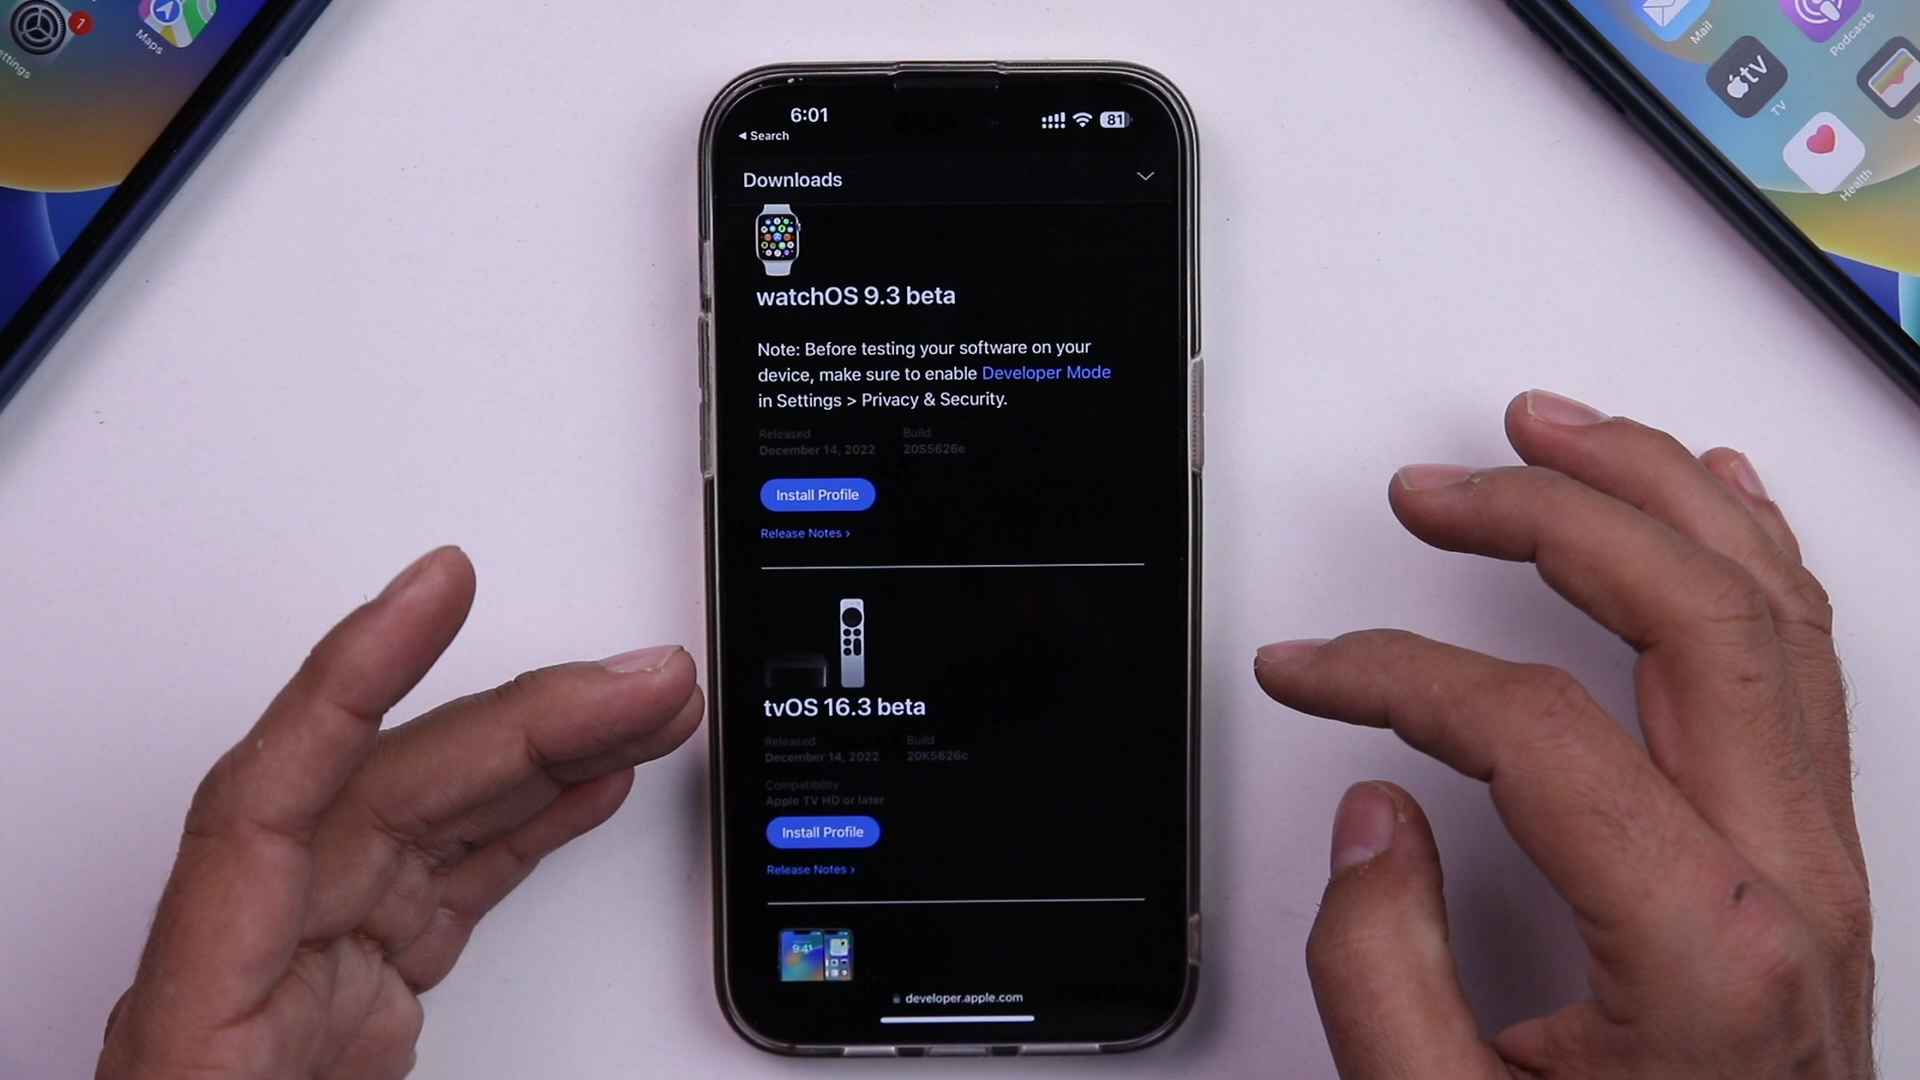 7
Settings
Maps
Mail
Podcasts
tv
TV
Health
6:01
81
◂ Search
Downloads
watchOS 9.3 beta
Note: Before testing your software on your
device, make sure to enable Developer Mode
in Settings > Privacy & Security.
Released Build
December 14, 2022 20S5626e
Install Profile
Release Notes ›
tvOS 16.3 beta
Released Build
December 14, 2022 20K5626c
Compatibility
Apple TV HD or later
Install Profile
Release Notes ›
9:41
developer.apple.com